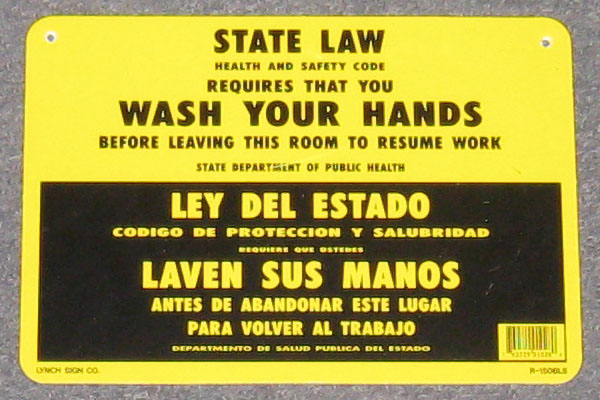 STATE LAW
HEALTH AND SAFETY CODE
REQUIRES THAT YOU
WASH YOUR HANDS
BEFORE LEAVING THIS ROOM TO RESUME WORK
STATE DEPARTMENT OF PUBLIC HEALTH
LEY DEL ESTADO
CODIGO DE PROTECCION Y SALUBRIDAD
REQUIERE QUE USTEDES
LAVEN SUS MANOS
ANTES DE ABANDONAR ESTE LUGAR
PARA VOLVER AL TRABAJO
DEPARTMENTO DE SALUD PUBLICA DEL ESTADO
LYNCH SIGN CO.